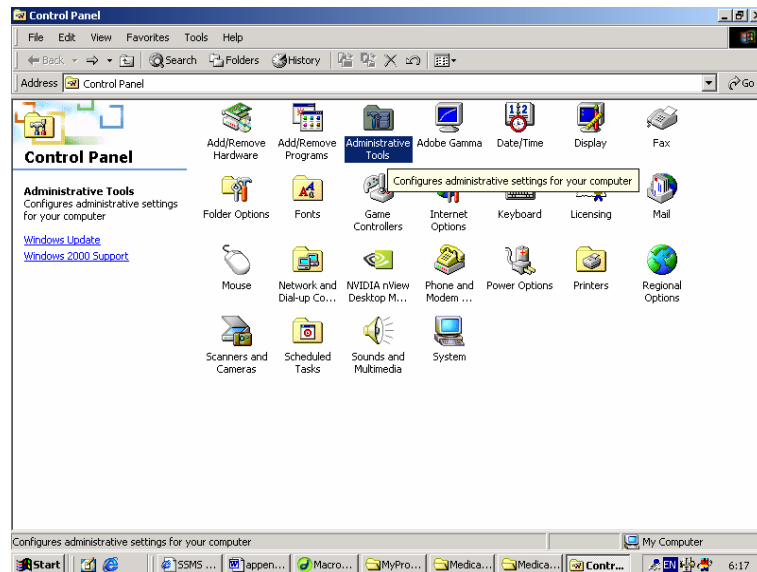 Control Panel
File Edit View Favorites Tools Help
Back Search Folders History
Address Control Panel Go
Control Panel
Administrative Tools
Configures administrative settings
for your computer
Windows Update
Windows 2000 Support
Add/Remove
Hardware
Add/Remove
Programs
Administrative
Tools
Adobe Gamma
Date/Time
Display
Fax
Configures administrative settings for your computer
Folder Options
Fonts
Game
Controllers
Internet
Options
Keyboard
Licensing
Mail
Mouse
Network and
Dial-up Co...
NVIDIA nView
Desktop M...
Phone and
Modem ...
Power Options
Printers
Regional
Options
Scanners and
Cameras
Scheduled
Tasks
Sounds and
Multimedia
System
Configures administrative settings for your computer My Computer
Start SSMS ... appen... Macro... MyPro... Medica... Medica... Contr... EN 6:17